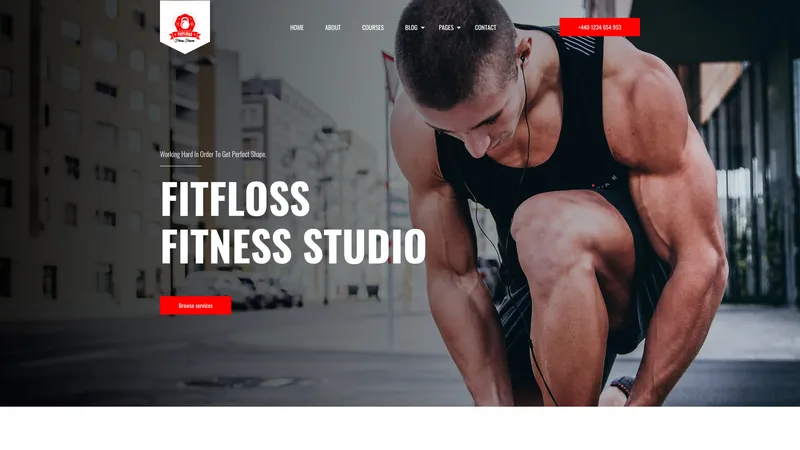 HOME ABOUT COURSES BLOG PAGES CONTACT
+440 1234 654 953
Working Hard In Order To Get Perfect Shape.
FITFLOSS
FITNESS STUDIO
Browse services